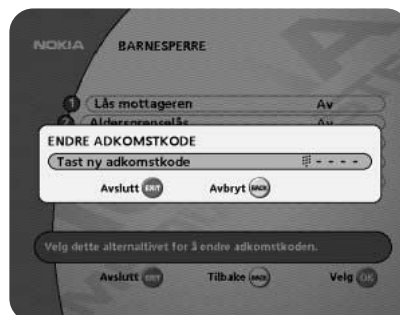 NOKIA
BARNESPERRE
1 Lås mottageren Av
2 Aldersgrenselås Av
ENDRE ADKOMSTKODE
Tast ny adkomstkode - - - -
Avslutt EXIT Avbryt BACK
Velg dette alternaltivet for å endre adkomstkoden.
Avslutt EXIT Tilbake BACK Velg OK